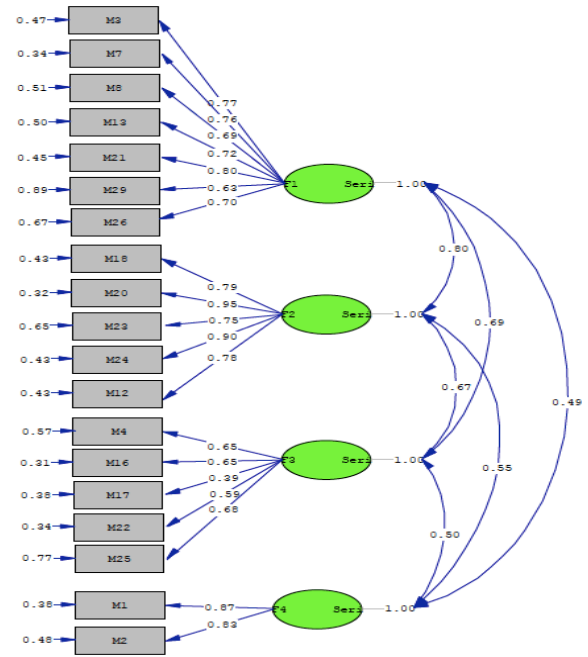 0.47 M3
0.34 M7
0.51 M8
0.50 M13
0.45 M21
0.89 M29
0.67 M26
0.77
0.76
0.69
0.72
0.80
0.63
0.70
F1 Seri 1.00
0.43 M18
0.32 M20
0.65 M23
0.43 M24
0.43 M12
0.79
0.95
0.75
0.90
0.78
F2 Seri 1.00
0.57 M4
0.31 M16
0.38 M17
0.34 M22
0.77 M25
0.65
0.65
0.39
0.59
0.68
F3 Seri 1.00
0.38 M1
0.48 M2
0.87
0.83
F4 Seri 1.00
0.80
0.69
0.49
0.67
0.55
0.50